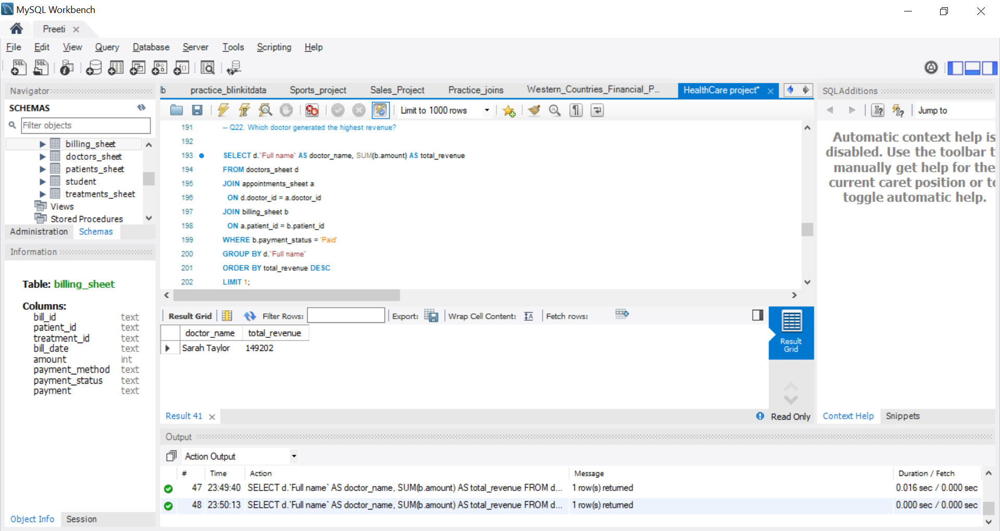 MySQL Workbench
Preeti
File Edit View Query Database Server Tools Scripting Help
Navigator
SCHEMAS
Filter objects
billing_sheet
doctors_sheet
patients_sheet
student
treatments_sheet
Views
Stored Procedures
Administration Schemas
Information
Table: billing_sheet
Columns:
bill_id text
patient_id text
treatment_id text
bill_date text
amount int
payment_method text
payment_status text
payment text
Object Info Session
lb practice_blinkitdata Sports_project Sales_Project Practice_joins Western_Countries_Financial_P... HealthCare project*
Limit to 1000 rows
191 -- Q22. Which doctor generated the highest revenue?
192
193 SELECT d.`Full name` AS doctor_name, SUM(b.amount) AS total_revenue
194 FROM doctors_sheet d
195 JOIN appointments_sheet a
196 ON d.doctor_id = a.doctor_id
197 JOIN billing_sheet b
198 ON a.patient_id = b.patient_id
199 WHERE b.payment_status = 'Paid'
200 GROUP BY d.`Full name`
201 ORDER BY total_revenue DESC
202 LIMIT 1;
Result Grid Filter Rows: Export: Wrap Cell Content: Fetch rows:
doctor_name total_revenue
Sarah Taylor 149202
Result Grid
Result 41
Read Only
SQLAdditions
Jump to
Automatic context help is
disabled. Use the toolbar t
manually get help for the
current caret position or to
toggle automatic help.
Context Help Snippets
Output
Action Output
# Time Action Message Duration / Fetch
47 23:49:40 SELECT d.`Full name` AS doctor_name, SUM(b.amount) AS total_revenue FROM d... 1 row(s) returned 0.016 sec / 0.000 sec
48 23:50:13 SELECT d.`Full name` AS doctor_name, SUM(b.amount) AS total_revenue FROM d... 1 row(s) returned 0.000 sec / 0.000 sec